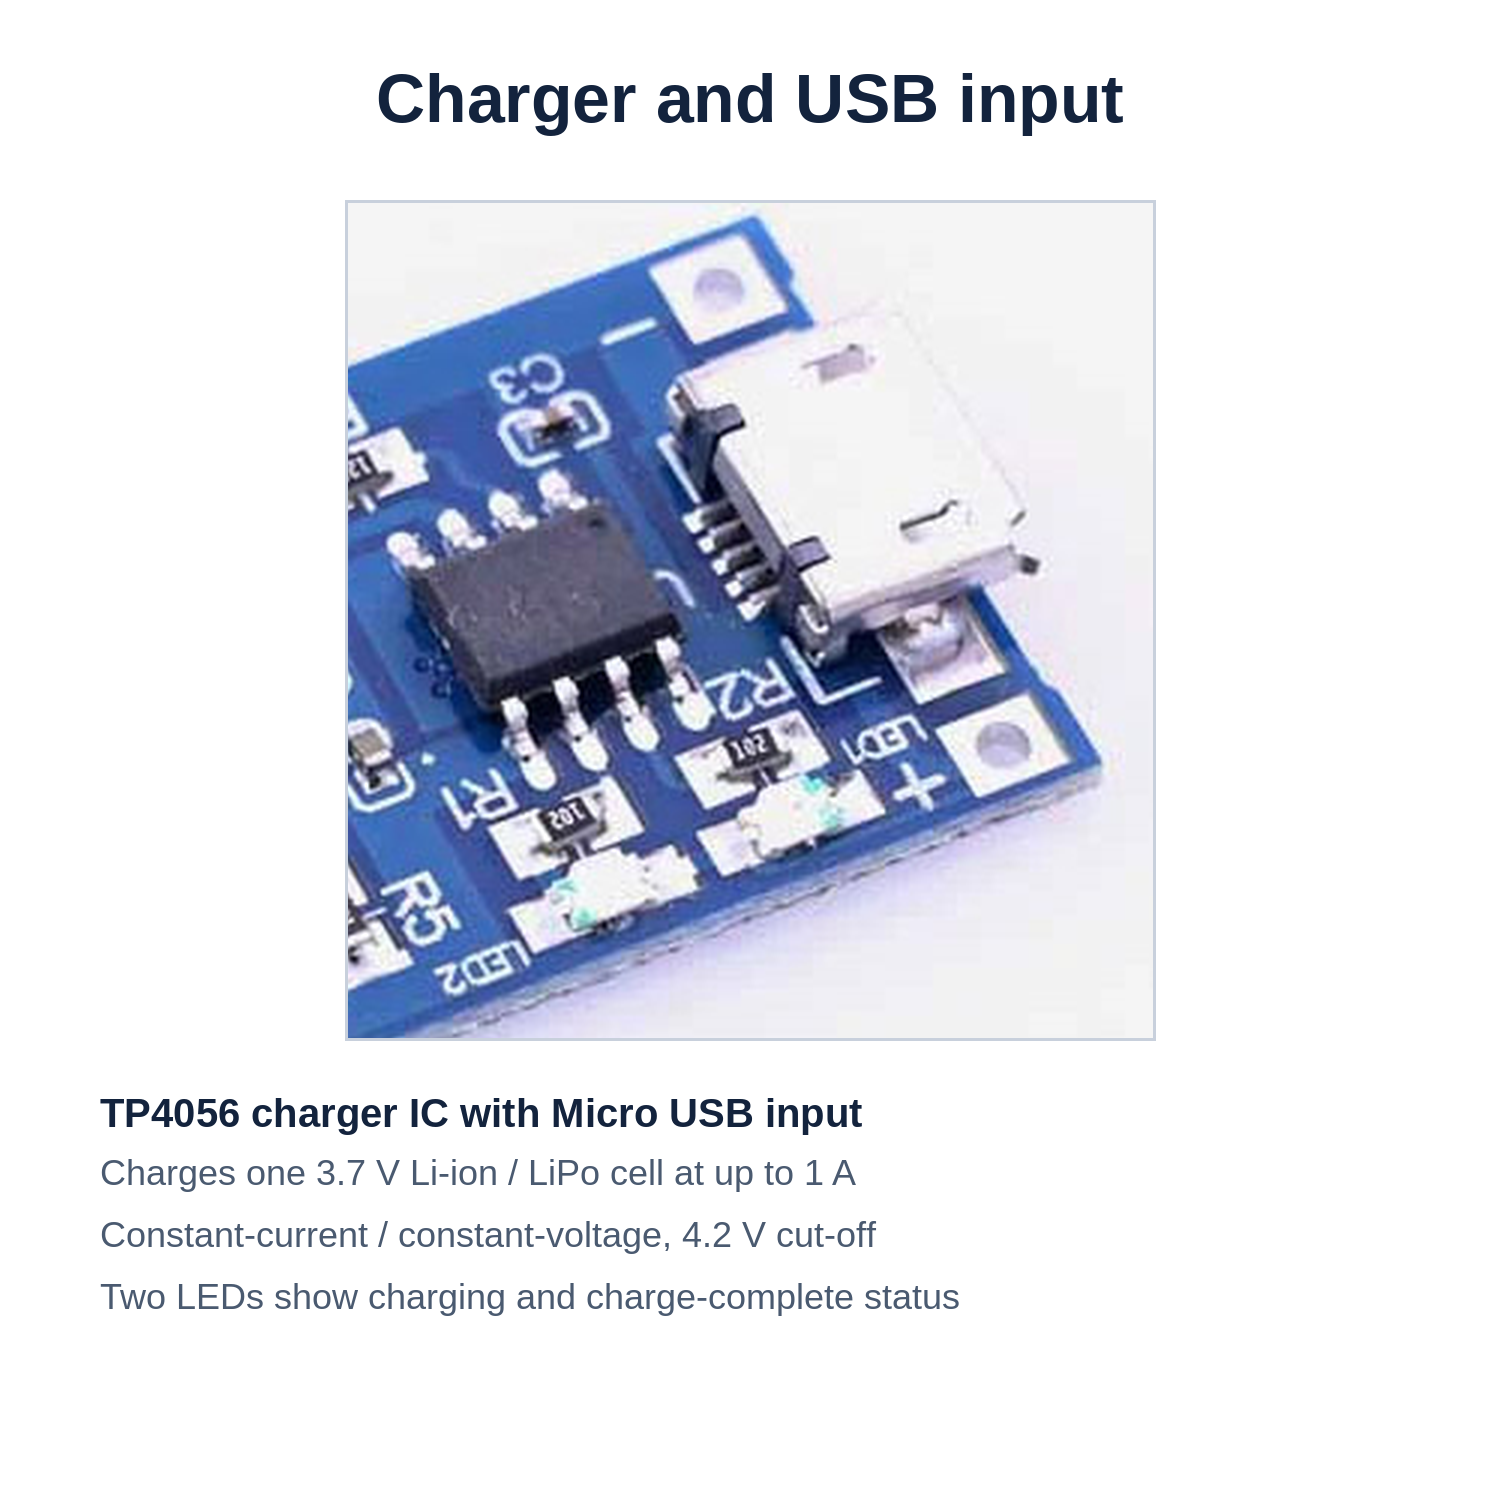 Charger and USB input
C3
R2
LED1
+
102
R1
102
R5
LED2
TP4056 charger IC with Micro USB input
Charges one 3.7 V Li-ion / LiPo cell at up to 1 A
Constant-current / constant-voltage, 4.2 V cut-off
Two LEDs show charging and charge-complete status